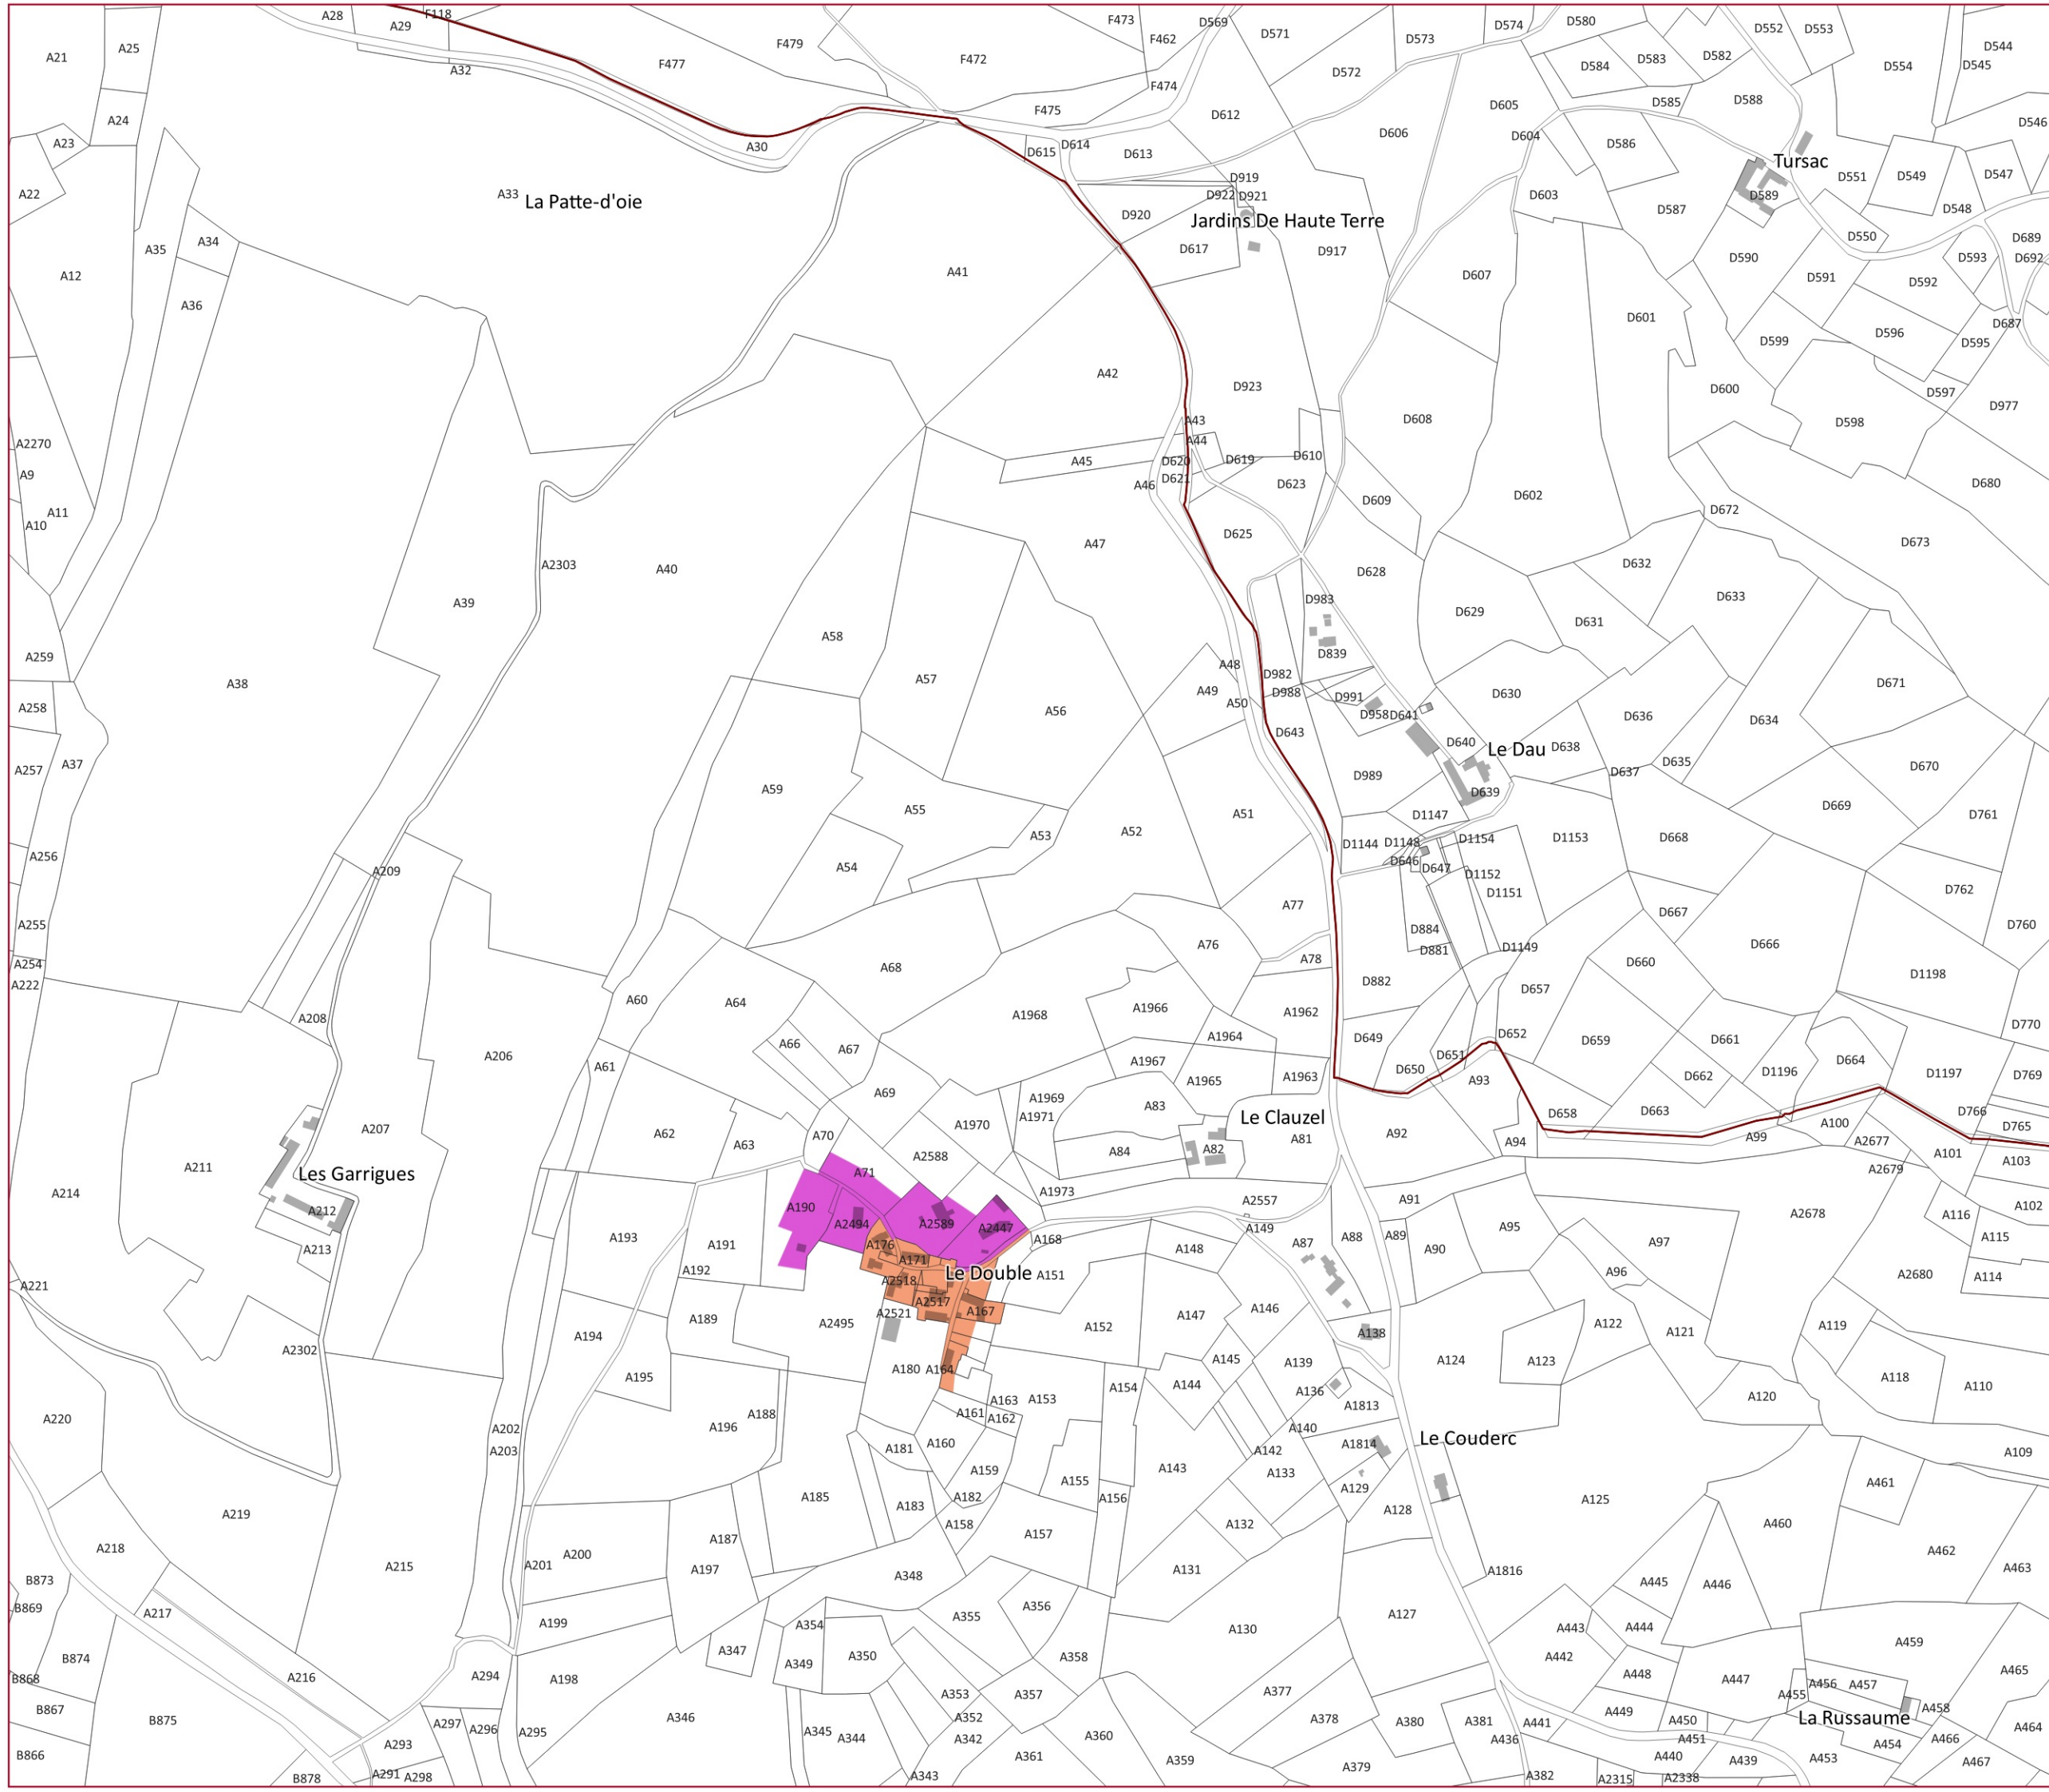 A28
A29
F118
A21
A25
A32
F477
F479
F472
F473
F462
D569
F474
F475
D571
D573
D572
D574
D580
D584
D583
D582
D552
D553
D554
D544
D545
D585
D588
D546
A24
A23
A22
A30
A33
La Patte-d'oie
D612
D615
D614
D613
D606
D605
D604
D586
Tursac
D589
D551
D549
D547
D548
D919
D922
D921
D920
Jardins De Haute Terre
D617
D917
D603
D587
D550
D593
D689
D692
A35
A34
A12
A36
A41
D607
D590
D591
D592
D601
D596
D687
D595
D599
A42
D923
D600
D597
D977
D598
D608
A43
A44
A2270
A9
A11
A10
A45
D620
D621
D619
D610
A46
D623
D609
D602
D672
D680
D673
A47
D625
D628
D632
A2303
A40
A39
D983
D629
D631
D633
A58
A259
A38
D839
A48
A49
A50
D982
D988
D991
D630
D671
A57
A56
A258
D958
D641
D636
D634
D643
D640
Le Dau
D638
D635
D637
D670
A257
A37
D989
D639
A59
A55
A53
A52
A51
D1147
D669
D761
D1144
D1148
D1154
D1153
D668
A54
D646
D647
D1152
D1151
A256
A209
D762
A255
A77
D884
D881
D1149
D667
D666
D760
A76
A68
A78
A254
A222
D660
D1198
D882
D657
A60
A64
A1968
A1966
A1962
A208
A66
A67
A1964
D649
D652
D659
D661
D664
D770
A206
A61
A1967
A1965
A1963
D650
D651
A93
D662
D1196
D1197
D769
A69
A1969
A1971
A83
Le Clauzel
D658
D663
D766
D765
A207
A62
A63
A70
A1970
A84
A82
A81
A92
A94
A99
A100
A2677
A2679
A101
A103
A211
Les Garrigues
A71
A2588
A214
A212
A190
A2494
A2589
A2447
A1973
A2557
A91
A102
A213
A193
A191
A192
A176
A171
A168
A149
A87
A88
A89
A90
A95
A97
A2678
A116
A115
A221
A2518
Le Double
A151
A148
A96
A2680
A114
A2517
A167
A2521
A146
A147
A189
A2495
A152
A194
A138
A122
A121
A119
A2302
A195
A180
A164
A145
A139
A124
A123
A118
A110
A144
A136
A154
A120
A220
A188
A196
A163
A153
A1813
A161
A162
A140
Le Couderc
A202
A203
A181
A160
A142
A1814
A109
A159
A155
A143
A133
A129
A461
A219
A185
A183
A182
A156
A128
A125
A158
A157
A132
A460
A218
A187
A201
A200
A197
A215
A348
A131
A1816
A462
A463
B873
B869
A217
A445
A446
A199
A354
A355
A356
A130
A127
A443
A444
A459
B874
A347
A349
A350
A358
A442
A448
A447
A456
A457
A465
B868
A216
A294
A198
A353
A357
A377
A455
A458
B867
B875
A297
A296
A295
A346
A345
A344
A352
A342
A360
A378
A380
A381
A441
A449
A450
La Russaume
A464
B866
A293
A436
A451
A440
A439
A453
A454
A466
B878
A291
A298
A343
A361
A359
A379
A382
A2315
A2338
A467